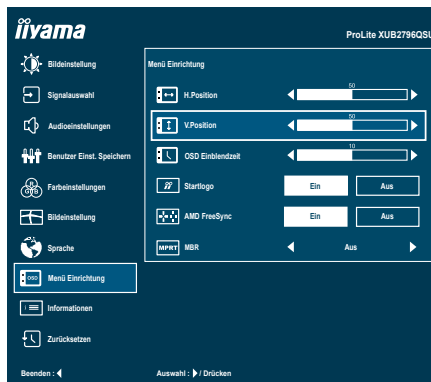 iiyama
ProLite XUB2796QSU
Bildeinstellung
Menü Einrichtung
50
Signalauswahl
H.Position
50
Audioeinstellungen
V.Position
10
Benutzer Einst. Speichern
OSD Einblendzeit
Farbeinstellungen
Startlogo Ein Aus
Bildeinstellung
AMD FreeSync Ein Aus
Sprache
MPRT MBR Aus
OSD Menü Einrichtung
Informationen
Zurücksetzen
Beenden : Auswahl : / Drücken